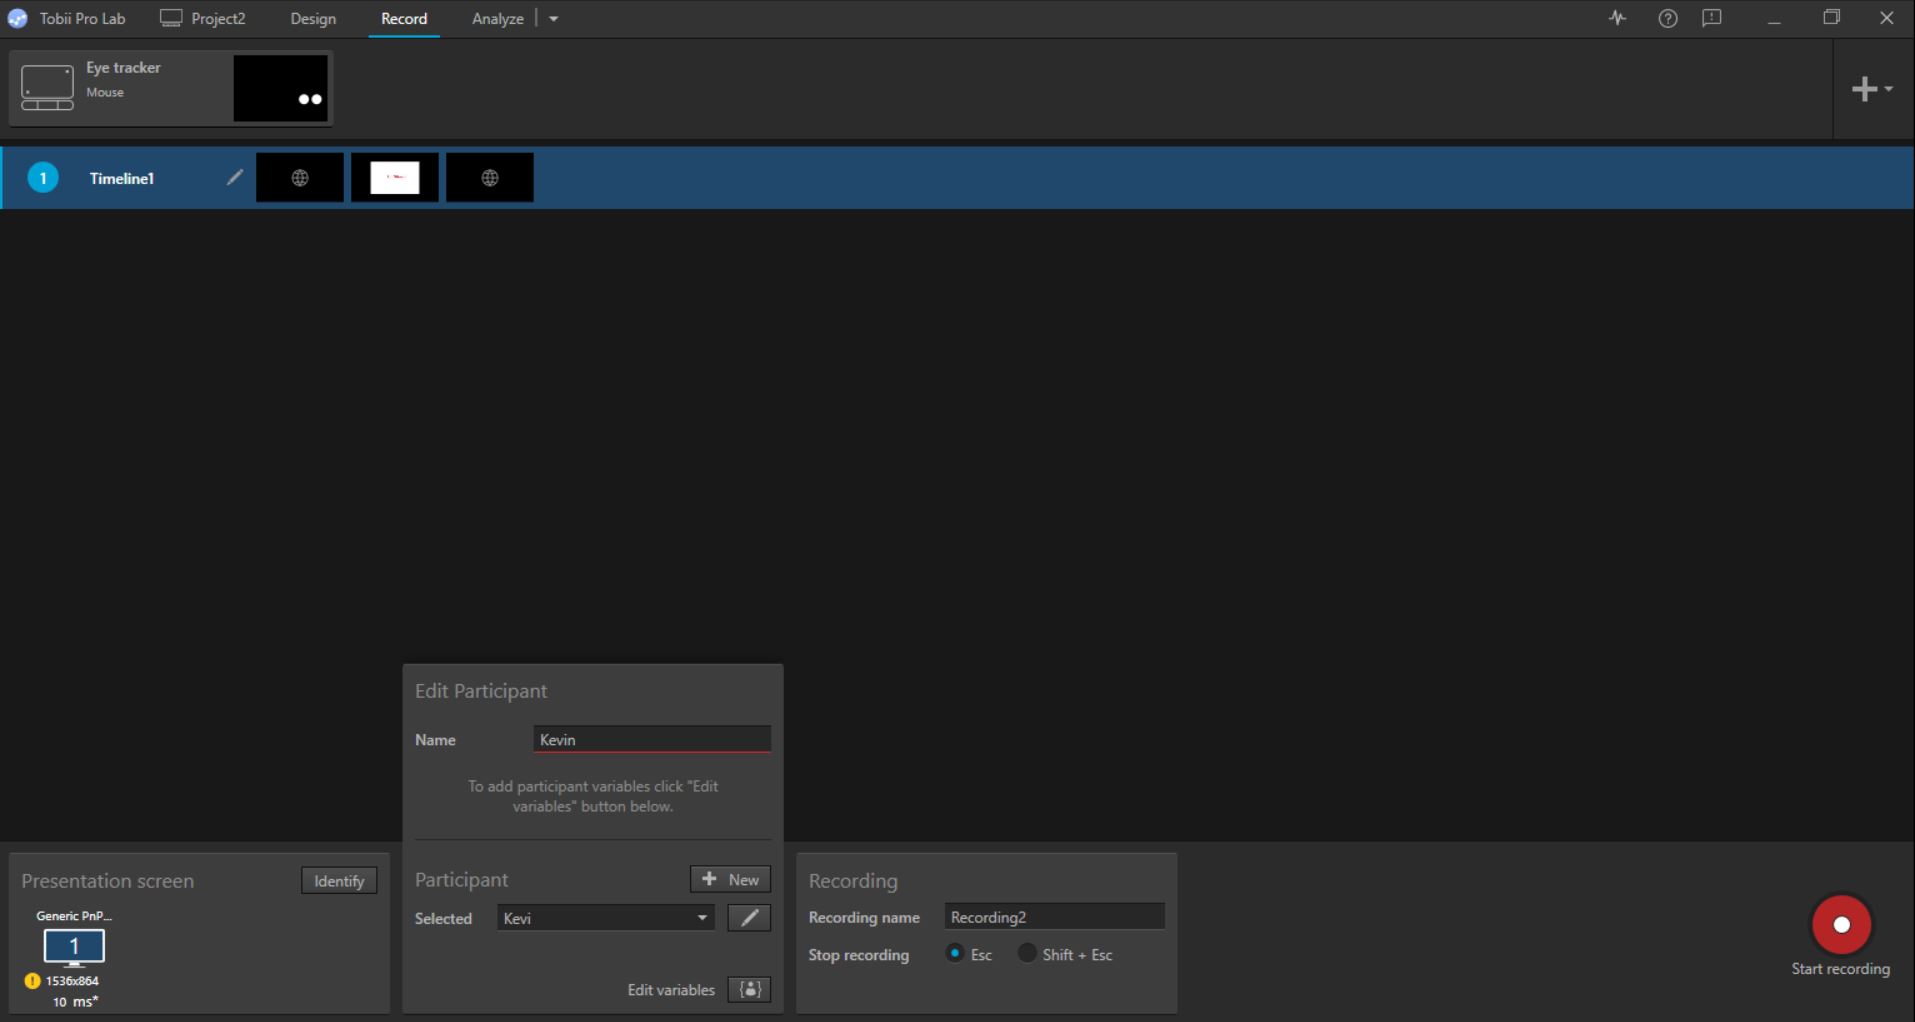 Tobii Pro Lab
Project2
Design
Record
Analyze
Eye tracker
Mouse
1
Timeline1
Edit Participant
Name
Kevin
To add participant variables click "Edit
variables" button below.
Presentation screen
Identify
Generic PnP...
1
1536x864
10 ms*
Participant
New
Selected
Kevi
Edit variables
Recording
Recording name
Recording2
Stop recording
Esc
Shift + Esc
Start recording